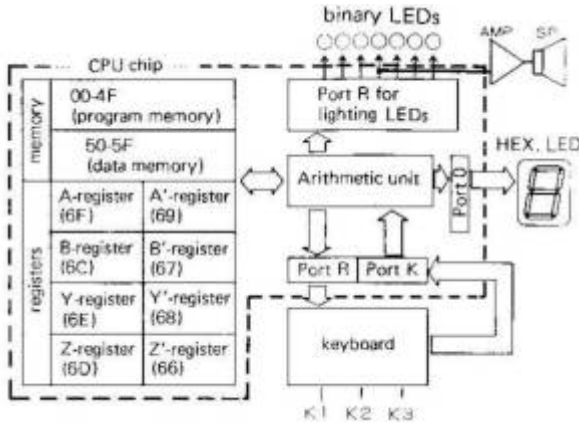 binary LEDs
AMP SP
CPU chip
memory
00-4F
(program memory)
50-5F
(data memory)
Port R for
lighting LEDs
HEX. LED
registers
A-register
(6F)
A'-register
(69)
B-register
(6C)
B'-register
(67)
Y-register
(6E)
Y'-register
(68)
Z-register
(6D)
Z'-register
(66)
Arithmetic unit
Port O
Port R
Port K
keyboard
K1 K2 K3